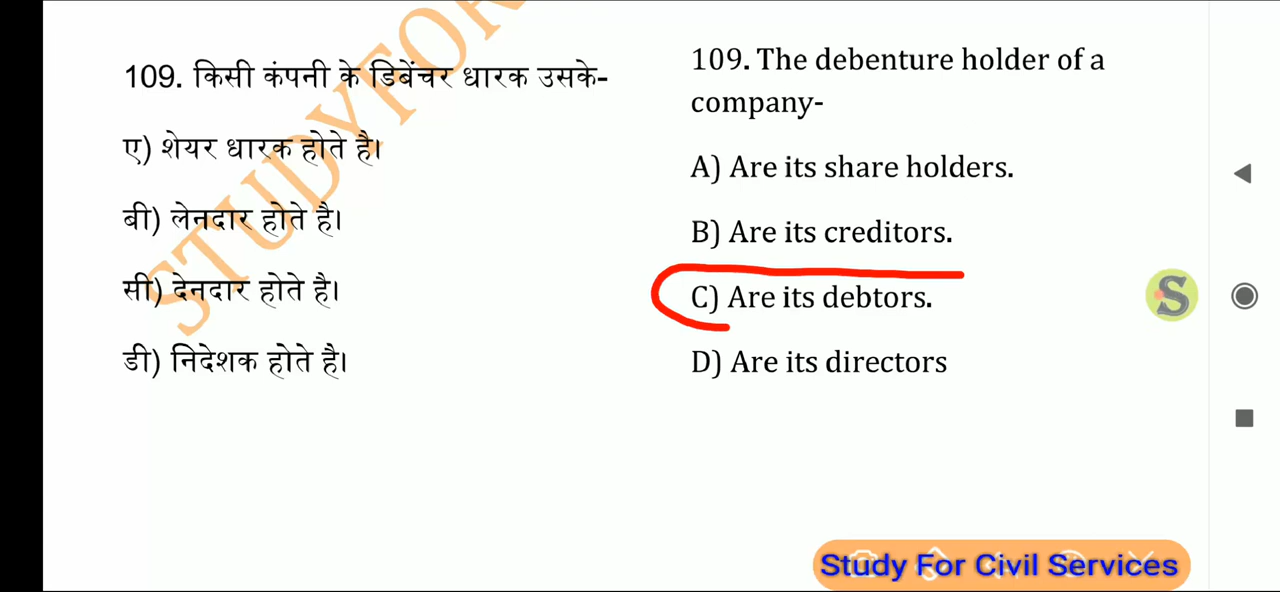 109. किसी कंपनी के डिबेंचर धारक उसके-
ए) शेयर धारक होते है।
बी) लेनदार होते है।
सी) देनदार होते है।
डी) निदेशक होते है।
109. The debenture holder of a
company-
A) Are its share holders.
B) Are its creditors.
C) Are its debtors.
D) Are its directors
STUDYFOR
S
Study For Civil Services